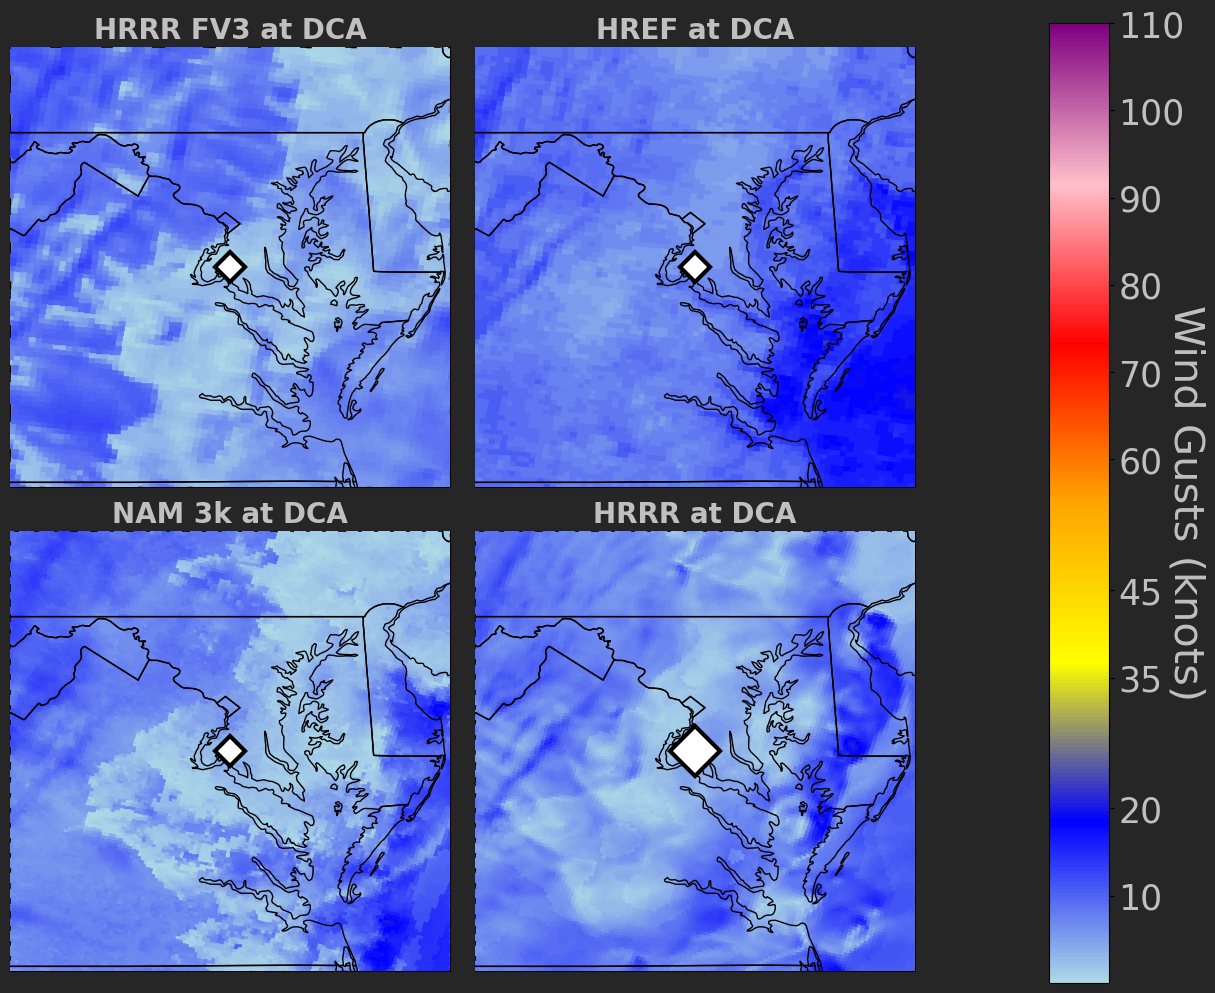 HRRR FV3 at DCA
HREF at DCA
NAM 3k at DCA
HRRR at DCA
110
100
90
80
70
60
45
35
20
10
Wind Gusts (knots)